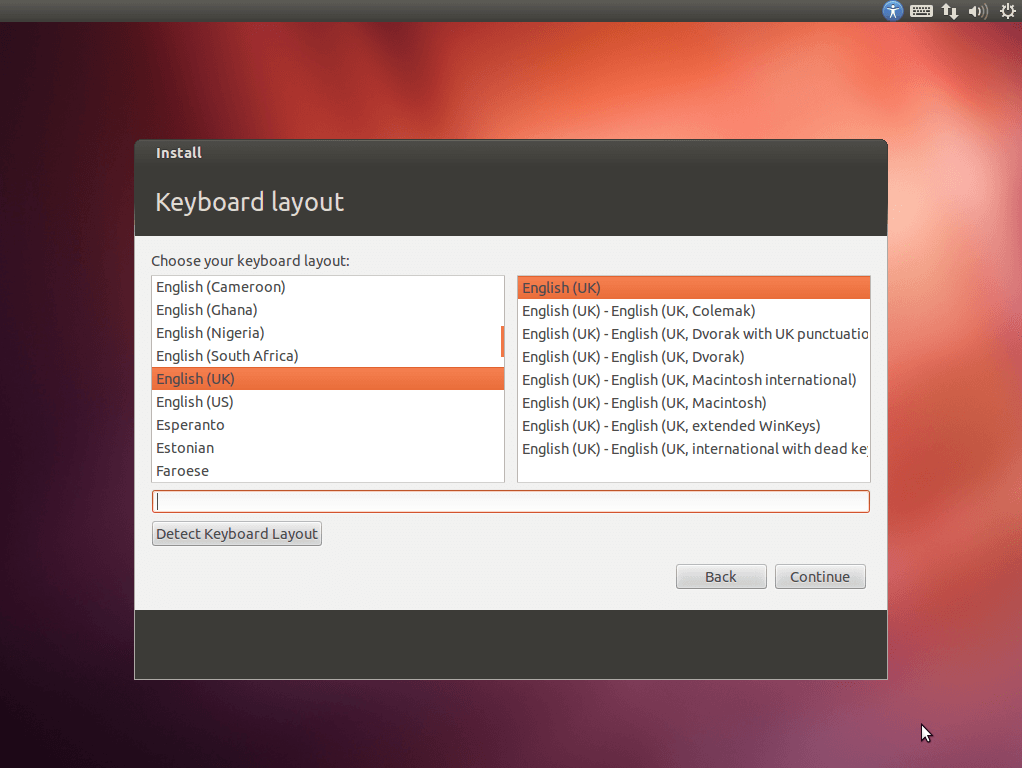 Install
Keyboard layout
Choose your keyboard layout:
English (Cameroon)
English (Ghana)
English (Nigeria)
English (South Africa)
English (UK)
English (US)
Esperanto
Estonian
Faroese
English (UK)
English (UK) - English (UK, Colemak)
English (UK) - English (UK, Dvorak with UK punctuatio
English (UK) - English (UK, Dvorak)
English (UK) - English (UK, Macintosh international)
English (UK) - English (UK, Macintosh)
English (UK) - English (UK, extended WinKeys)
English (UK) - English (UK, international with dead ke
Detect Keyboard Layout
Back
Continue